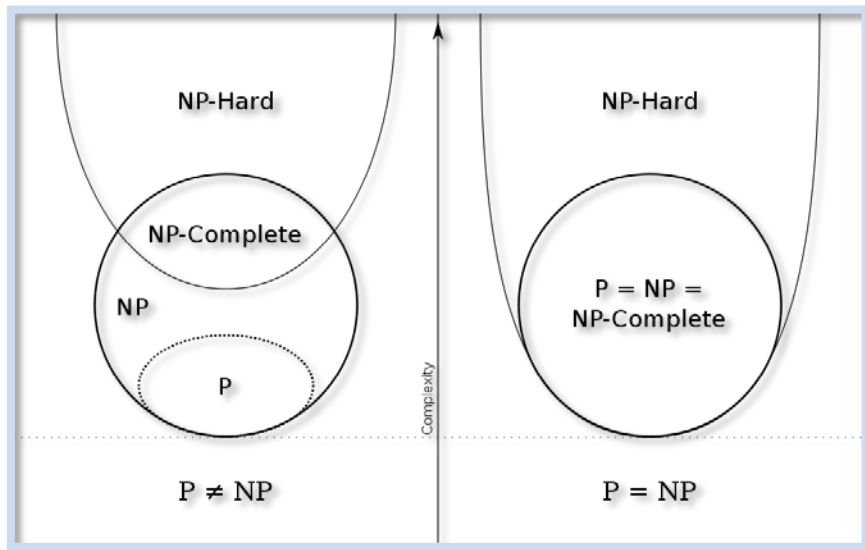 NP-Hard
NP-Complete
NP
P
P ≠ NP
Complexity
NP-Hard
P = NP =
NP-Complete
P = NP